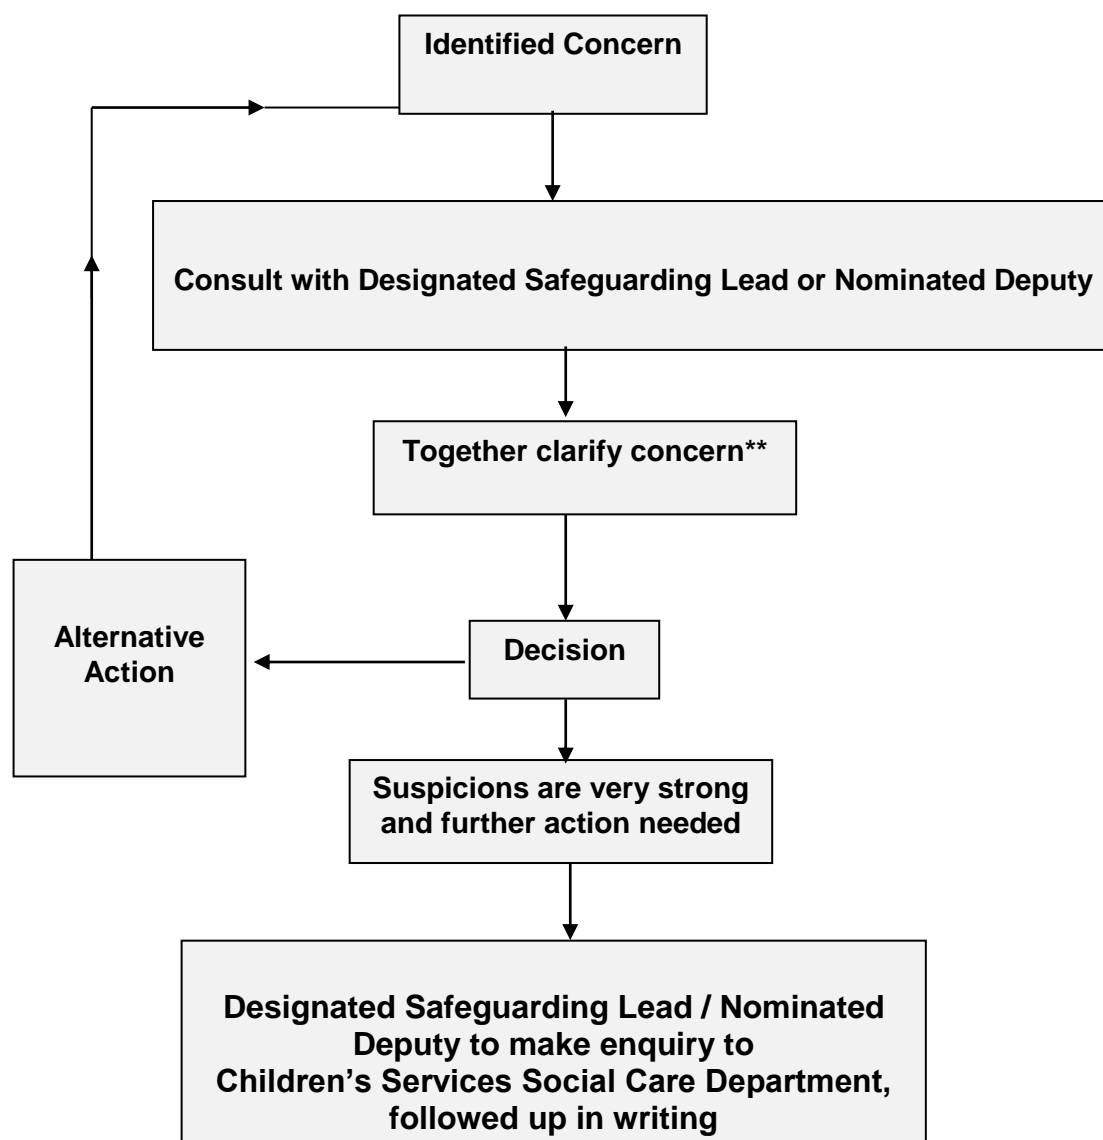 Identified Concern
Consult with Designated Safeguarding Lead or Nominated Deputy
Together clarify concern**
Alternative
Action
Decision
Suspicions are very strong
and further action needed
Designated Safeguarding Lead / Nominated
Deputy to make enquiry to
Children’s Services Social Care Department,
followed up in writing